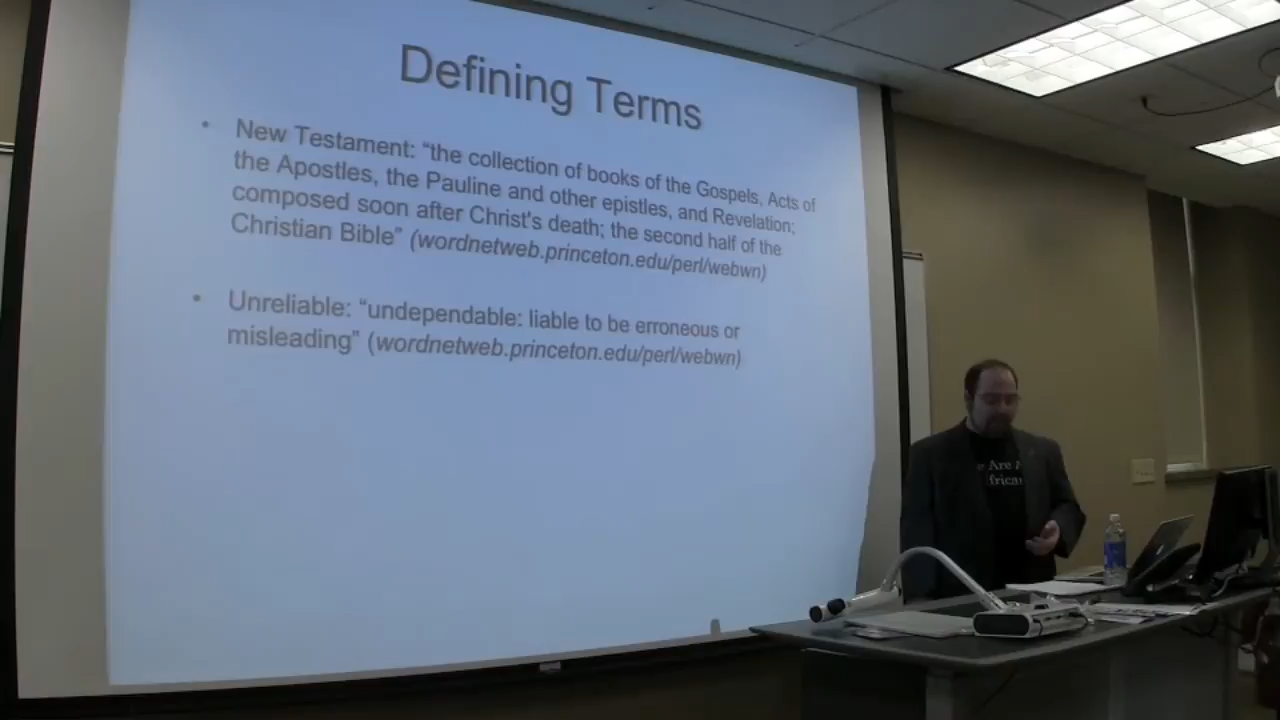 Defining Terms
• New Testament: “the collection of books of the Gospels, Acts of
the Apostles, the Pauline and other epistles, and Revelation;
composed soon after Christ's death; the second half of the
Christian Bible” (wordnetweb.princeton.edu/perl/webwn)
• Unreliable: “undependable: liable to be erroneous or
misleading” (wordnetweb.princeton.edu/perl/webwn)
Are